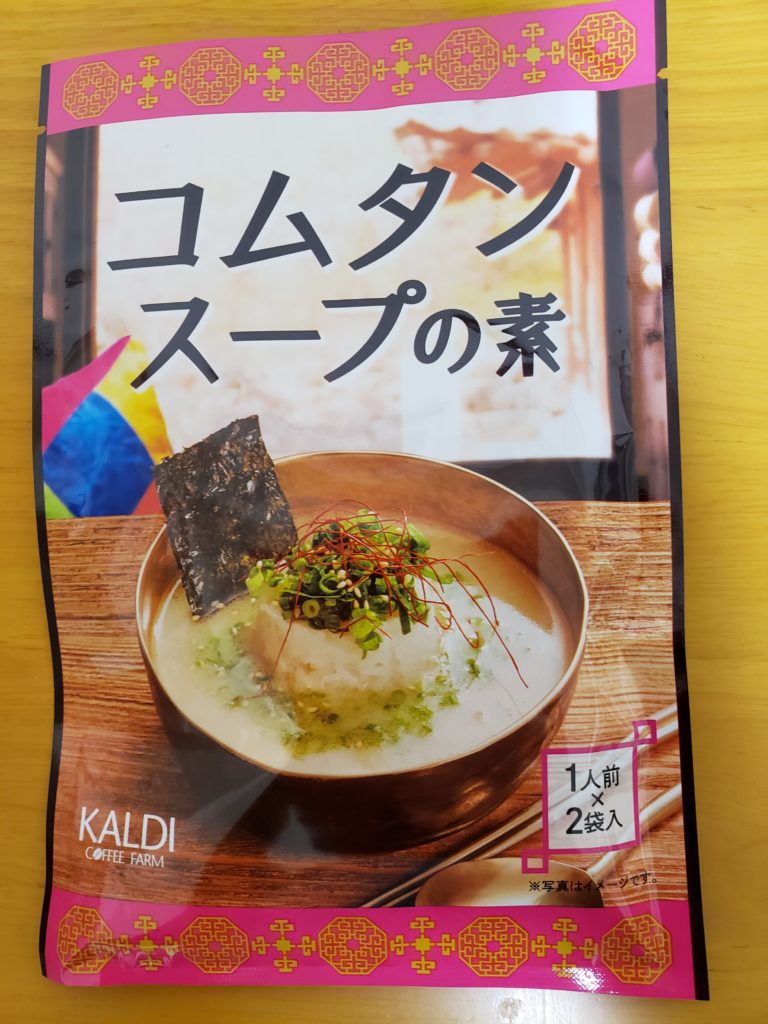 コムタン
スープの素
1人前
×
2袋入
KALDI
COFFEE FARM
※写真はイメージです。